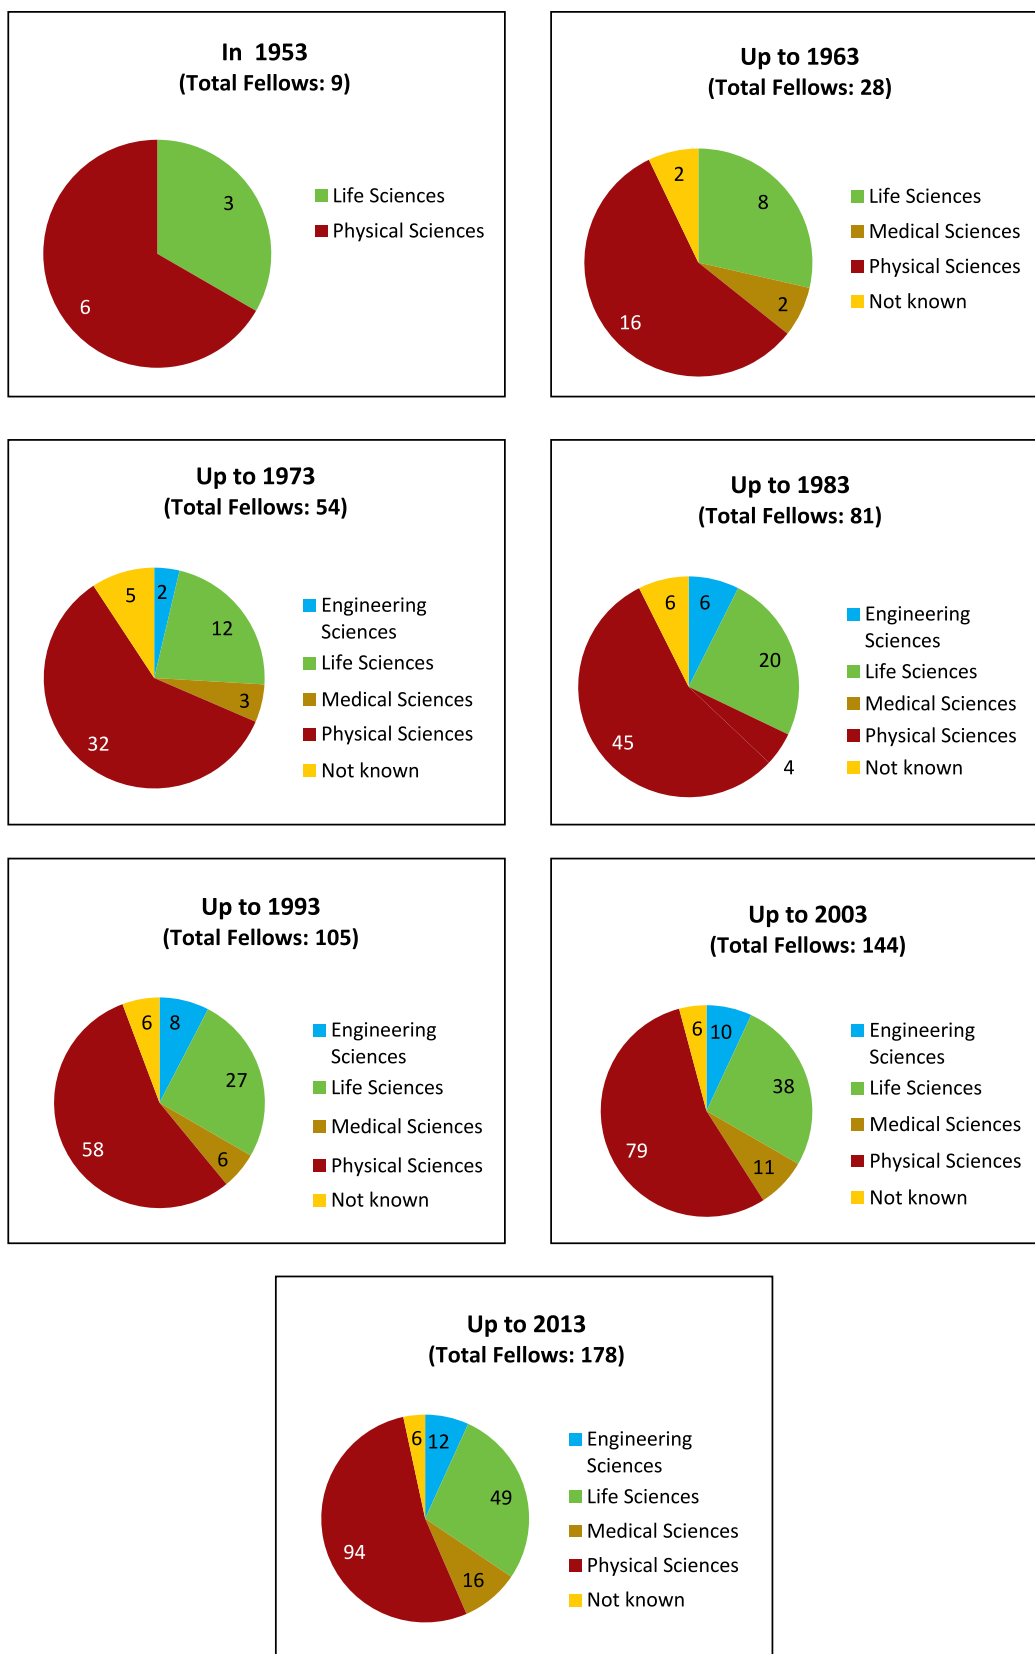 In 1953
(Total Fellows: 9)
3
6
Life Sciences
Physical Sciences
Up to 1963
(Total Fellows: 28)
2
8
2
16
Life Sciences
Medical Sciences
Physical Sciences
Not known
Up to 1973
(Total Fellows: 54)
5
2
12
3
32
Engineering
Sciences
Life Sciences
Medical Sciences
Physical Sciences
Not known
Up to 1983
(Total Fellows: 81)
6
6
20
45
4
Engineering
Sciences
Life Sciences
Medical Sciences
Physical Sciences
Not known
Up to 1993
(Total Fellows: 105)
6
8
27
58
6
Engineering
Sciences
Life Sciences
Medical Sciences
Physical Sciences
Not known
Up to 2003
(Total Fellows: 144)
6
10
38
79
11
Engineering
Sciences
Life Sciences
Medical Sciences
Physical Sciences
Not known
Up to 2013
(Total Fellows: 178)
6
12
49
94
16
Engineering
Sciences
Life Sciences
Medical Sciences
Physical Sciences
Not known